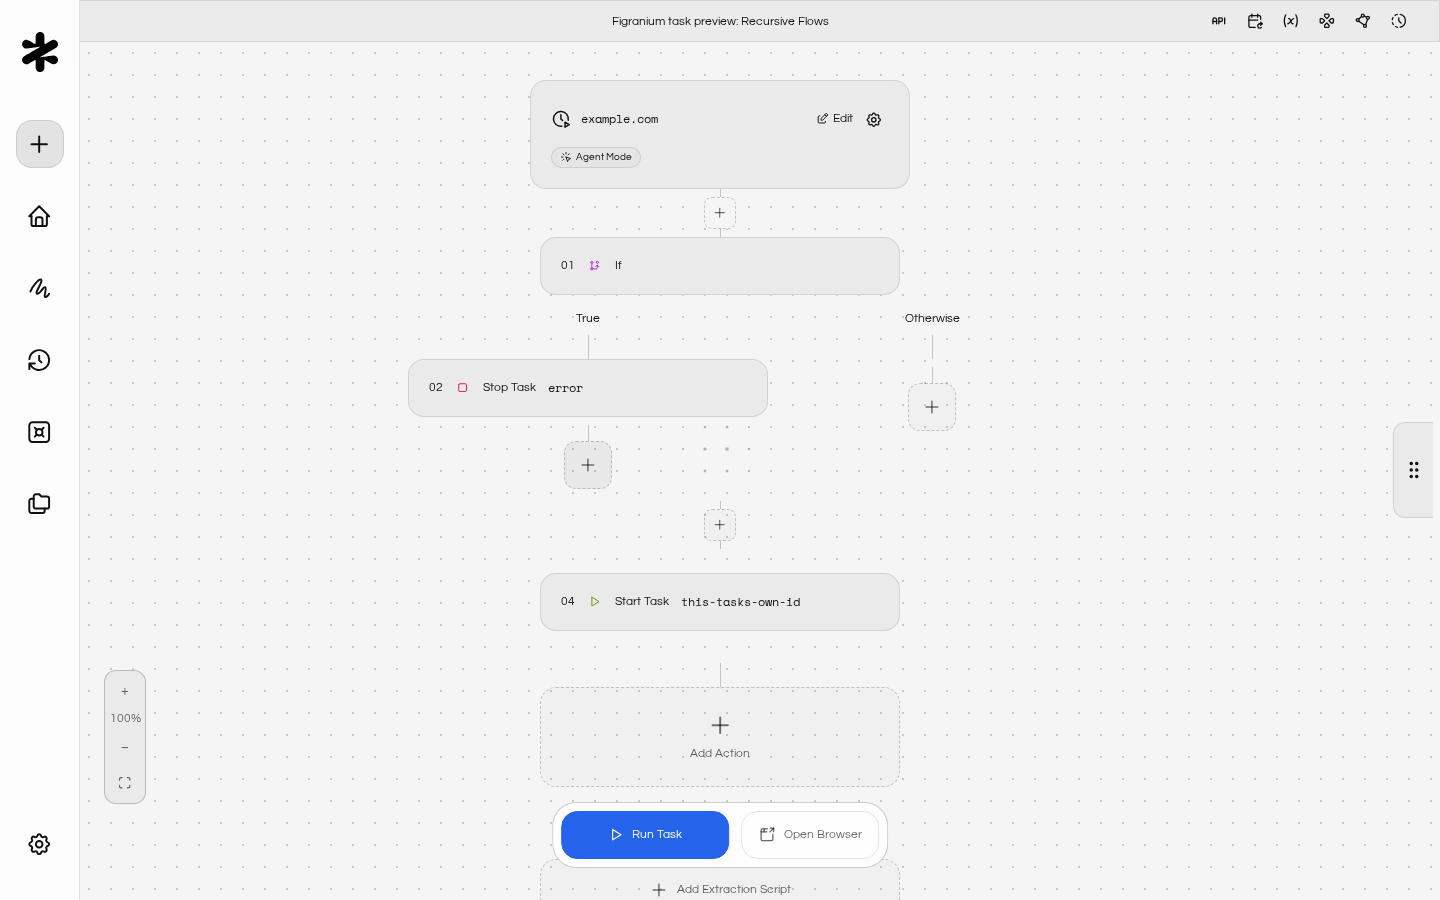 Figranium task preview: Recursive Flows
API
(x)
example.com
Edit
Agent Mode
01 If
True
Otherwise
02 Stop Task error
04 Start Task this-tasks-own-id
100%
Add Action
Run Task
Open Browser
Add Extraction Script